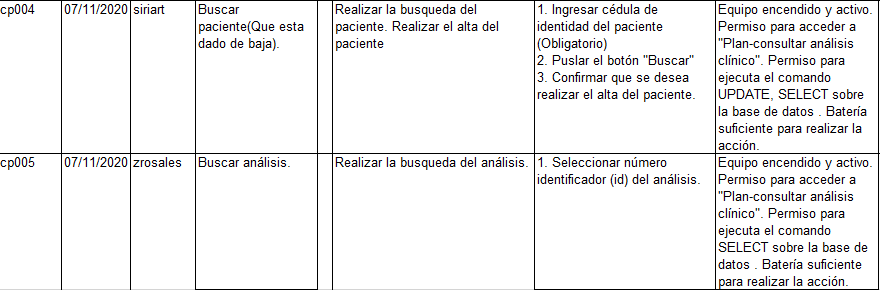 cp004
07/11/2020
siriart
Buscar
paciente(Que esta
dado de baja).
Realizar la busqueda del
paciente. Realizar el alta del
paciente
1. Ingresar cédula de
identidad del paciente
(Obligatorio)
2. Puslar el botón "Buscar"
3. Confirmar que se desea
realizar el alta del paciente.
Equipo encendido y activo.
Permiso para acceder a
"Plan-consultar análisis
clínico". Permiso para
ejecuta el comando
UPDATE, SELECT sobre
la base de datos . Batería
suficiente para realizar la
acción.
cp005
07/11/2020
zrosales
Buscar análisis.
Realizar la busqueda del análisis.
1. Seleccionar número
identificador (id) del análisis.
Equipo encendido y activo.
Permiso para acceder a
"Plan-consultar análisis
clínico". Permiso para
ejecuta el comando
SELECT sobre la base de
datos . Batería suficiente
para realizar la acción.